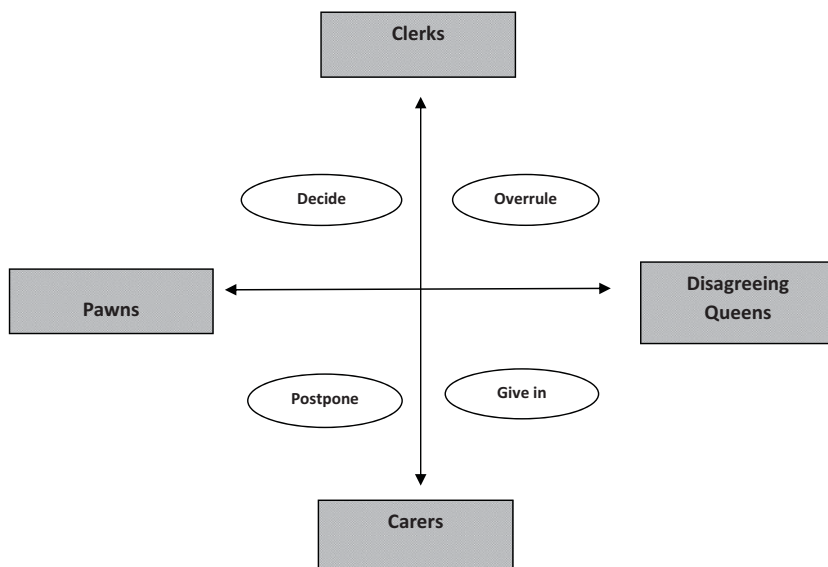 Clerks
Decide
Overrule
Pawns
Disagreeing
Queens
Postpone
Give in
Carers